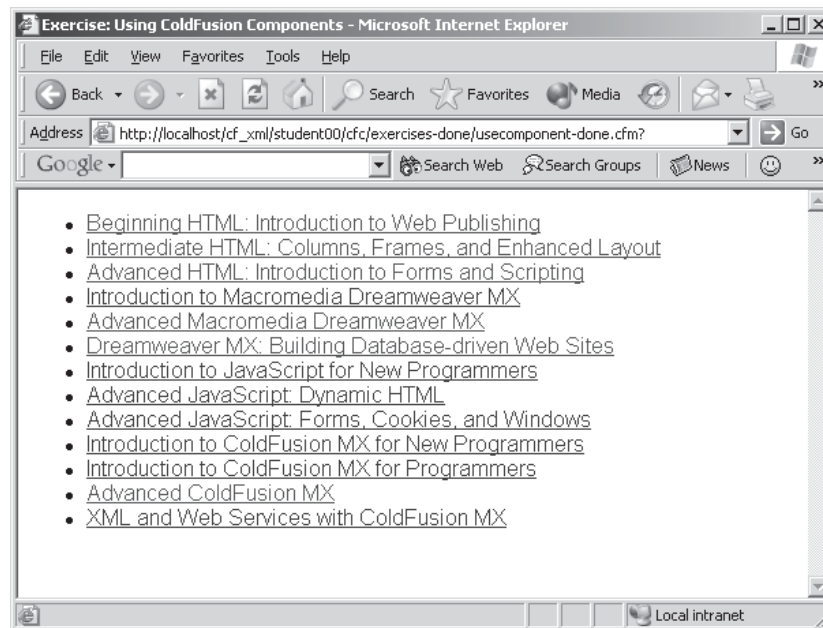 Exercise: Using ColdFusion Components - Microsoft Internet Explorer
File Edit View Favorites Tools Help
Back Search Favorites Media »
Address http://localhost/cf_xml/student00/cfc/exercises-done/usecomponent-done.cfm? Go
Google Search Web Search Groups News »
Beginning HTML: Introduction to Web Publishing
Intermediate HTML: Columns, Frames, and Enhanced Layout
Advanced HTML: Introduction to Forms and Scripting
Introduction to Macromedia Dreamweaver MX
Advanced Macromedia Dreamweaver MX
Dreamweaver MX: Building Database-driven Web Sites
Introduction to JavaScript for New Programmers
Advanced JavaScript: Dynamic HTML
Advanced JavaScript: Forms, Cookies, and Windows
Introduction to ColdFusion MX for New Programmers
Introduction to ColdFusion MX for Programmers
Advanced ColdFusion MX
XML and Web Services with ColdFusion MX
Local intranet